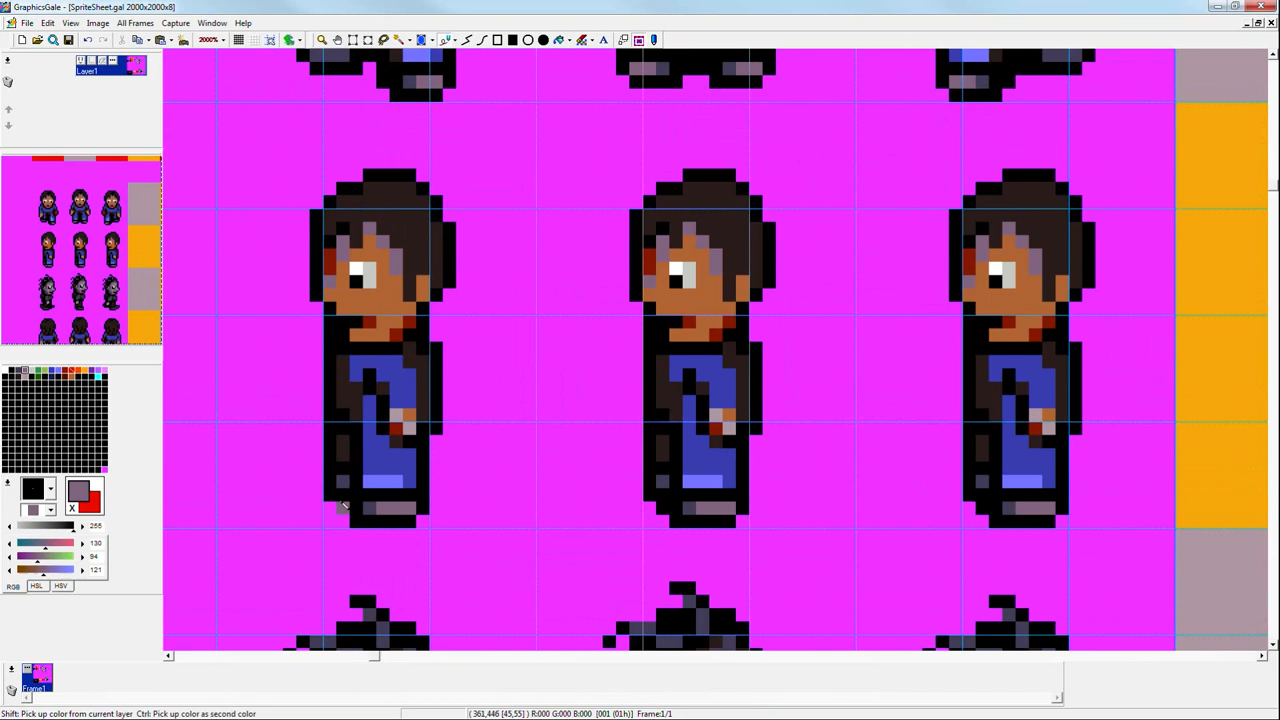 GraphicsGale - [SpriteSheet.gal 2000x2000x8]
File Edit View Image All Frames Capture Window Help
2000% A
Layer1
X
255
130
94
121
RGB HSL HSV
Frame1
Shift: Pick up color from current layer Ctrl: Pick up color as second color
( 361,446 [45,55] ) R:000 G:000 B:000 [001 (01h)] Frame:1/1